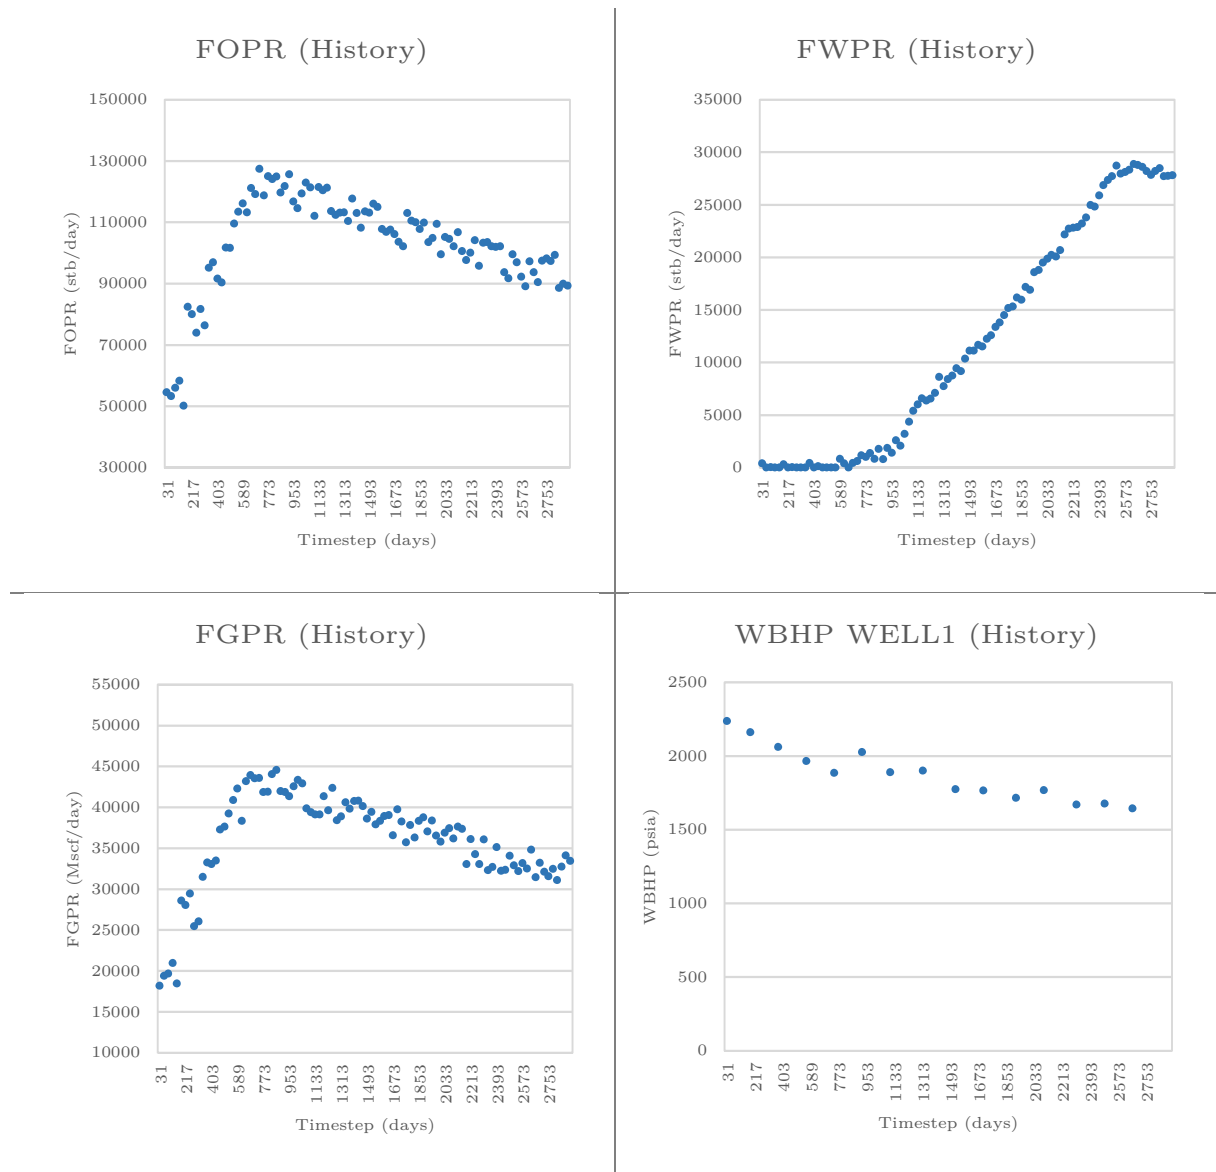 FOPR (History)
150000
130000
110000
90000
70000
50000
30000
FOPR (stb/day)
31 217 403 589 773 953 1133 1313 1493 1673 1853 2033 2213 2393 2573 2753
Timestep (days)
FWPR (History)
35000
30000
25000
20000
15000
10000
5000
0
FWPR (stb/day)
31 217 403 589 773 953 1133 1313 1493 1673 1853 2033 2213 2393 2573 2753
Timestep (days)
FGPR (History)
55000
50000
45000
40000
35000
30000
25000
20000
15000
10000
FGPR (Mscf/day)
31 217 403 589 773 953 1133 1313 1493 1673 1853 2033 2213 2393 2573 2753
Timestep (days)
WBHP WELL1 (History)
2500
2000
1500
1000
500
0
WBHP (psia)
31 217 403 589 773 953 1133 1313 1493 1673 1853 2033 2213 2393 2573 2753
Timestep (days)